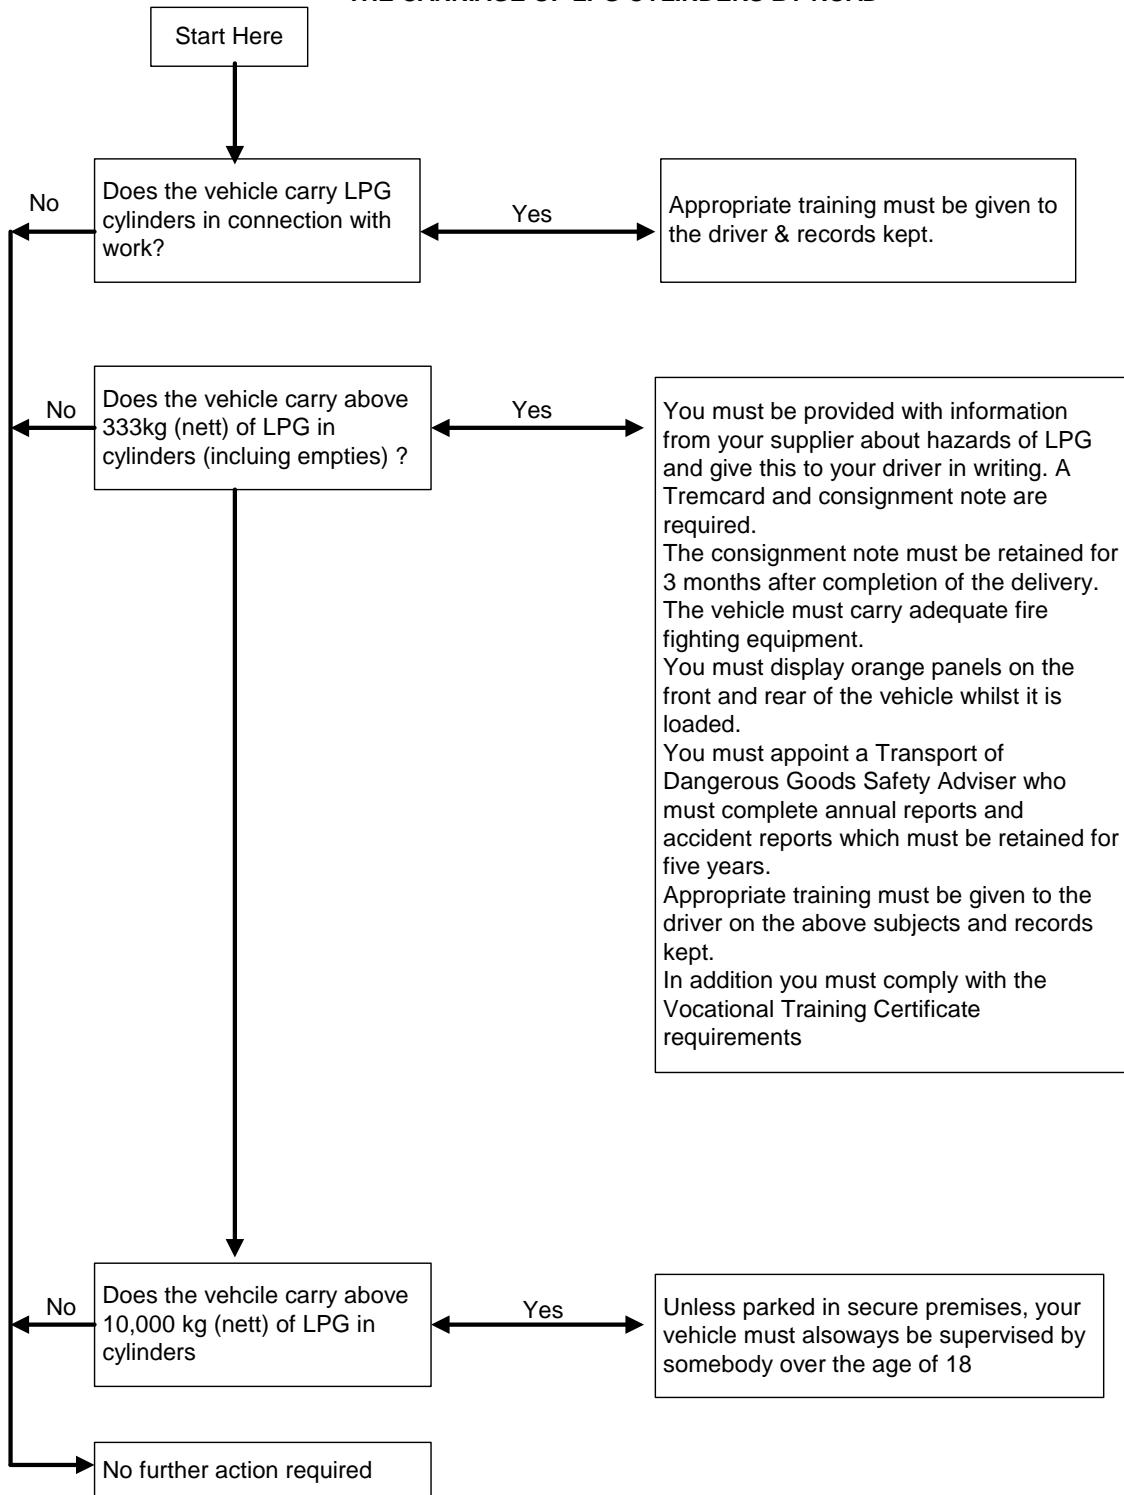 THE CARRIAGE OF LPG CYLINDERS BY ROAD
Start Here
Does the vehicle carry LPG
cylinders in connection with
work?
No
Yes
Appropriate training must be given to
the driver & records kept.
Does the vehicle carry above
333kg (nett) of LPG in
cylinders (incluing empties) ?
No
Yes
You must be provided with information
from your supplier about hazards of LPG
and give this to your driver in writing. A
Tremcard and consignment note are
required.
The consignment note must be retained for
3 months after completion of the delivery.
The vehicle must carry adequate fire
fighting equipment.
You must display orange panels on the
front and rear of the vehicle whilst it is
loaded.
You must appoint a Transport of
Dangerous Goods Safety Adviser who
must complete annual reports and
accident reports which must be retained for
five years.
Appropriate training must be given to the
driver on the above subjects and records
kept.
In addition you must comply with the
Vocational Training Certificate
requirements
Does the vehcile carry above
10,000 kg (nett) of LPG in
cylinders
No
Yes
Unless parked in secure premises, your
vehicle must alsoways be supervised by
somebody over the age of 18
No further action required